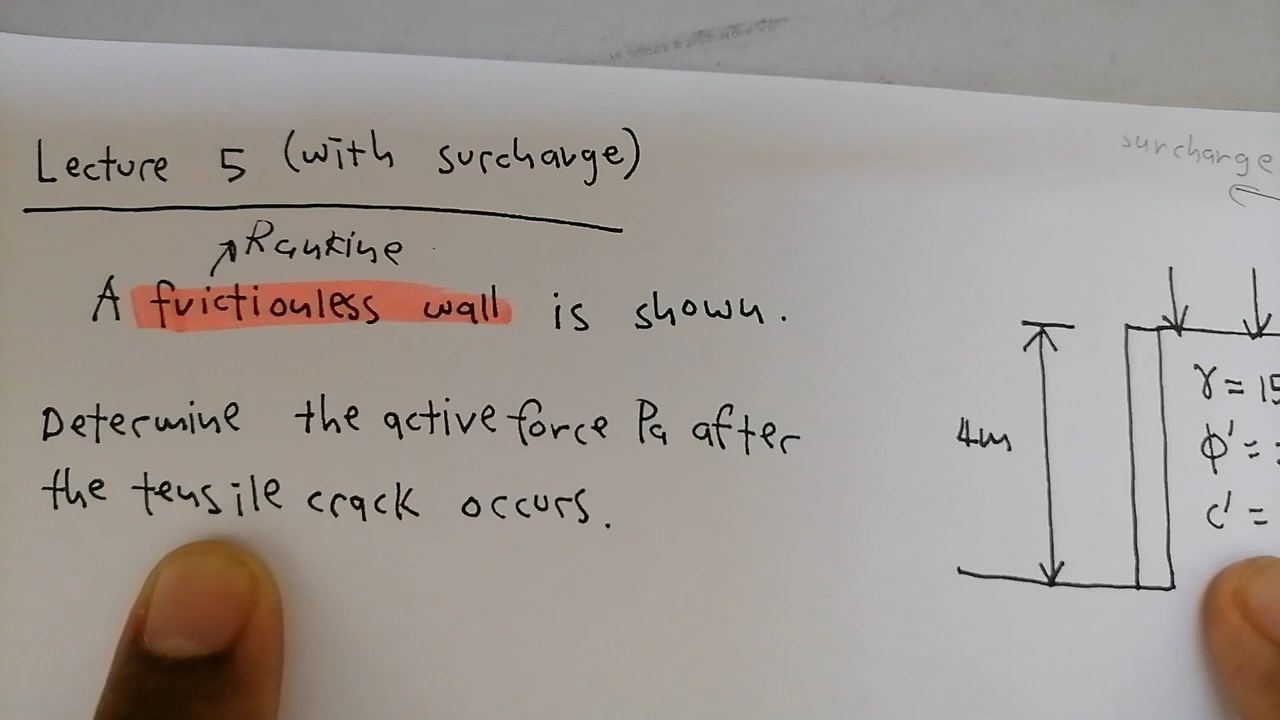 Lecture 5 (with surcharge)
Rankine
A frictionless wall is shown.
Determine the active force Pa after
the tensile crack occurs.
surcharge
4m
γ = 15
ϕ' =
c' =